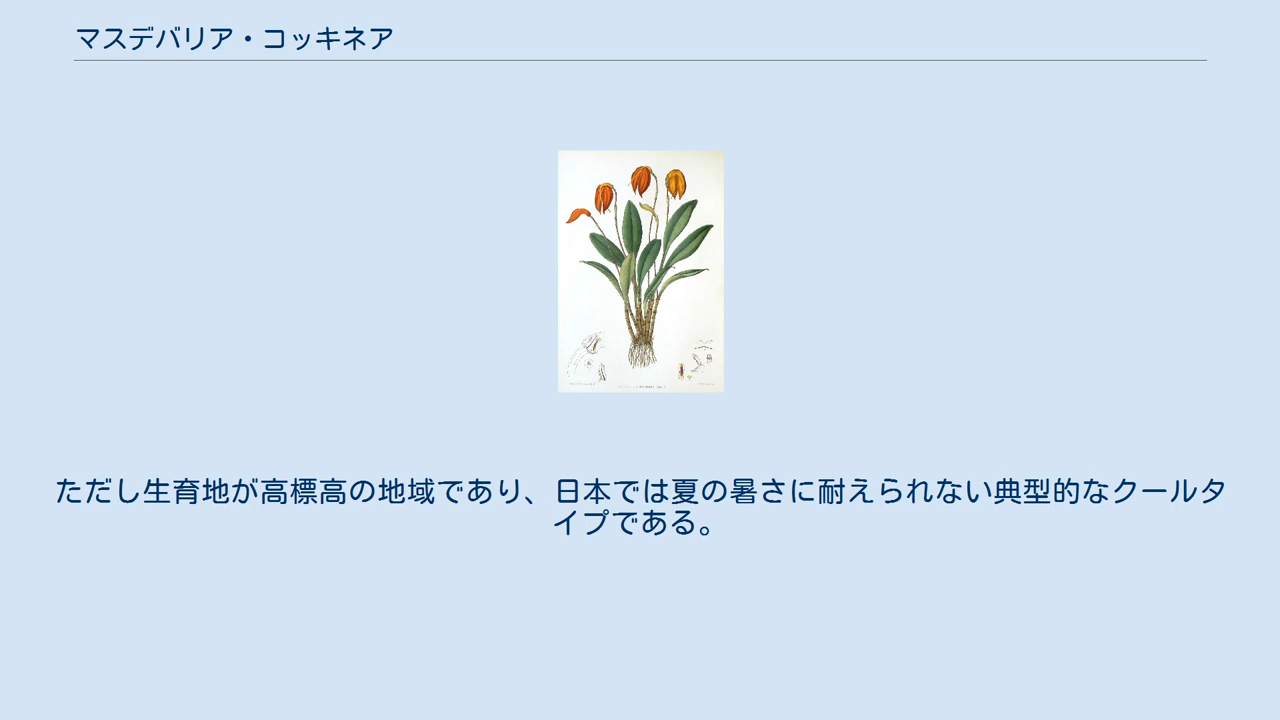 マスデバリア・コッキネア
ただし生育地が高標高の地域であり、日本では夏の暑さに耐えられない典型的なクールタ
イプである。